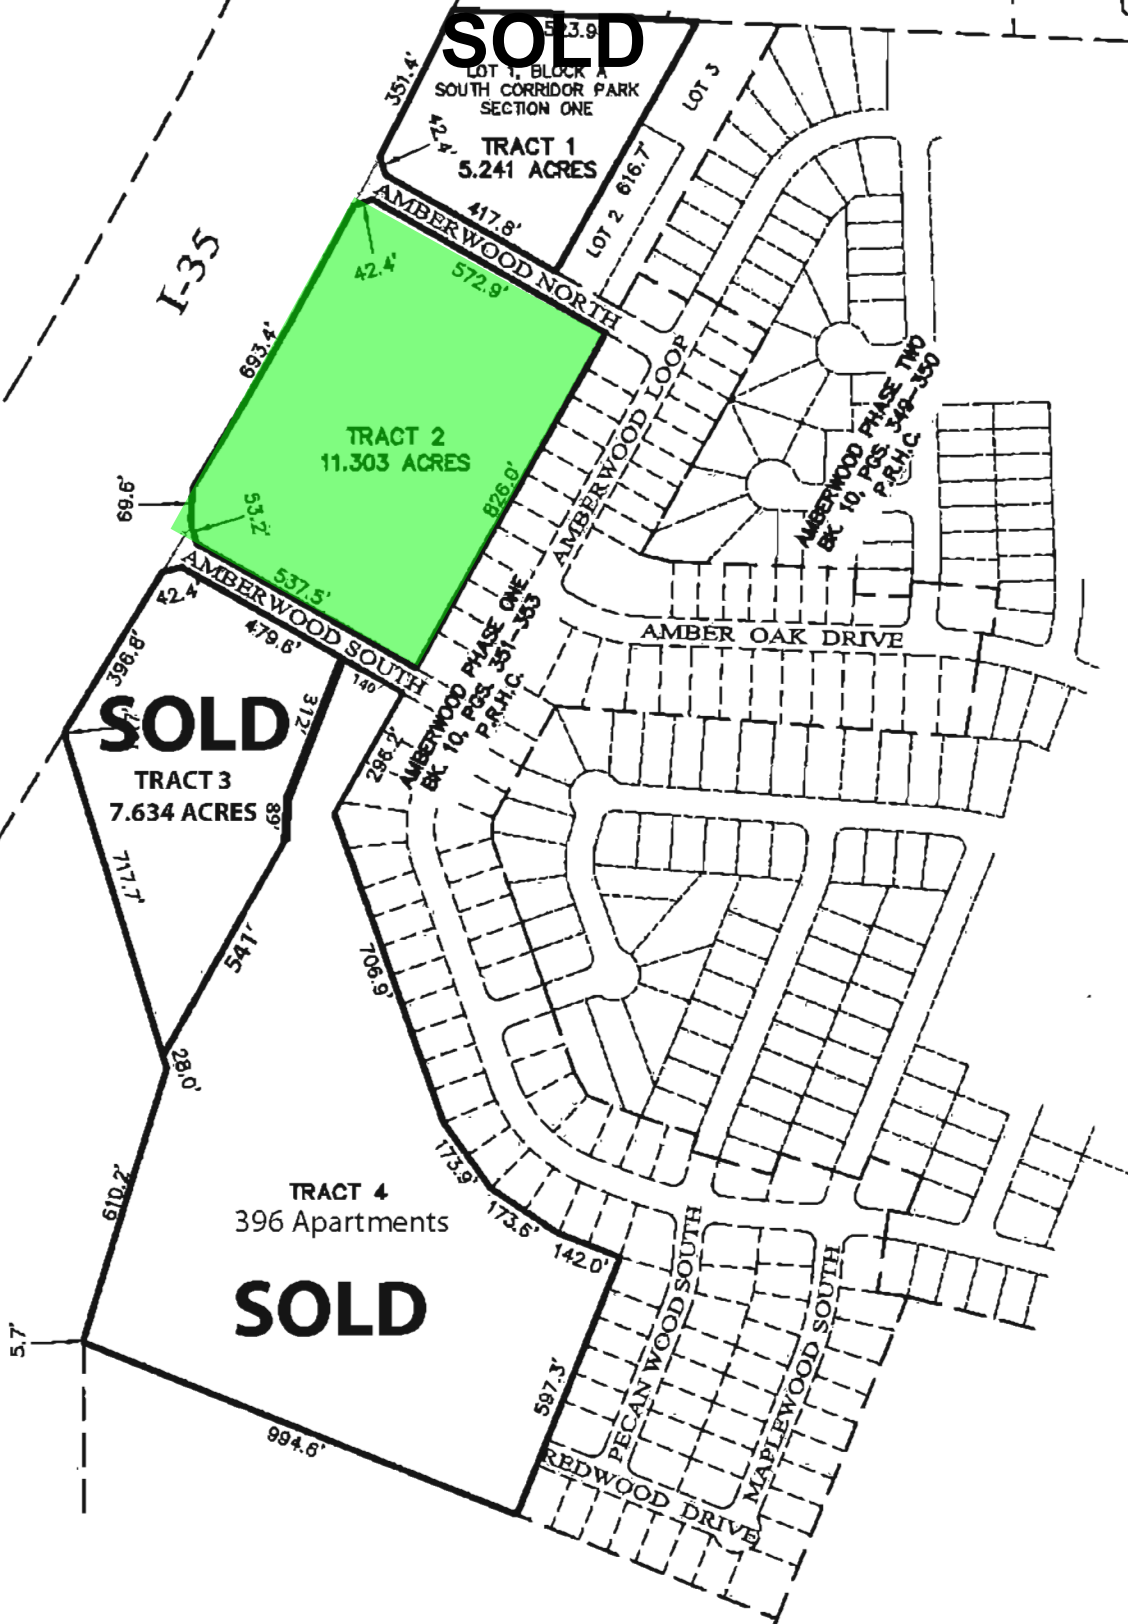 SOLD
523.9
LOT 1, BLOCK A
SOUTH CORRIDOR PARK
SECTION ONE
TRACT 1
5.241 ACRES
351.4'
42.4'
417.8'
616.7'
LOT 3
LOT 2
AMBERWOOD NORTH
I-35
42.4'
572.9'
693.4'
TRACT 2
11.303 ACRES
826.0'
69.6'
53.2'
537.5'
AMBERWOOD LOOP
AMBERWOOD PHASE TWO
BK. 10, PGS. 349-350
P.R.H.C.
AMBERWOOD SOUTH
42.4'
479.6'
140'
AMBER OAK DRIVE
AMBERWOOD PHASE ONE
BK. 10, PGS. 351-353
P.R.H.C.
396.8'
312'
296.2'
SOLD
TRACT 3
7.634 ACRES
89'
717.7'
541'
706.9'
28.0'
610.2'
173.9'
173.6'
142.0'
TRACT 4
396 Apartments
SOLD
5.7'
597.3'
994.6'
PECAN WOOD SOUTH
MAPLEWOOD SOUTH
REDWOOD DRIVE